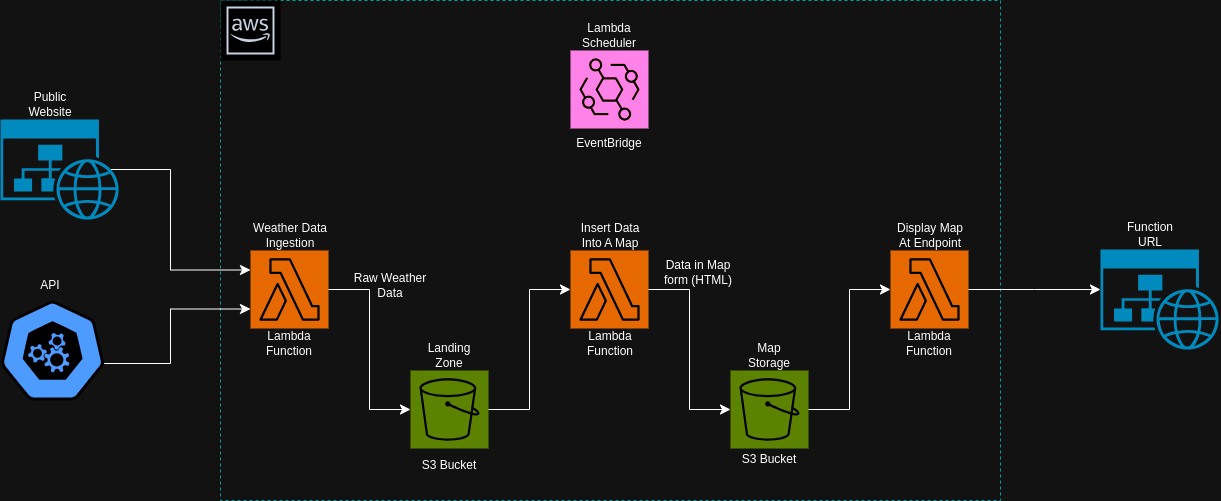 aws
Lambda
Scheduler
EventBridge
Public
Website
API
Weather Data
Ingestion
Lambda
Function
Raw Weather
Data
Landing
Zone
S3 Bucket
Insert Data
Into A Map
Lambda
Function
Data in Map
form (HTML)
Map
Storage
S3 Bucket
Display Map
At Endpoint
Lambda
Function
Function
URL